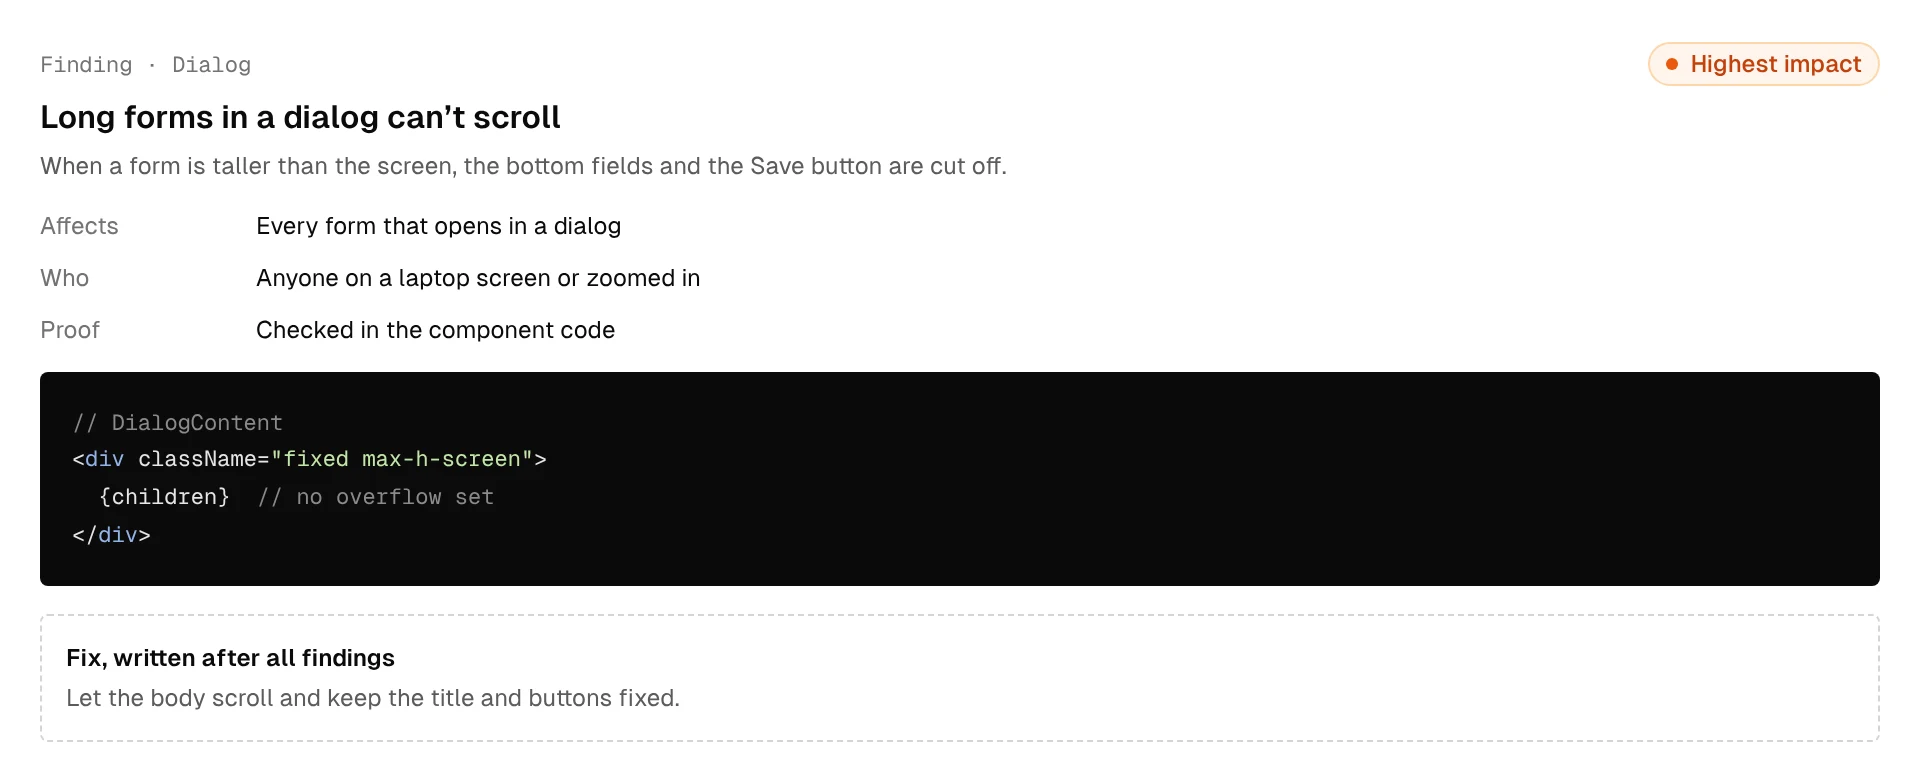 Finding · Dialog
Highest impact
Long forms in a dialog can’t scroll
When a form is taller than the screen, the bottom fields and the Save button are cut off.
Affects Every form that opens in a dialog
Who Anyone on a laptop screen or zoomed in
Proof Checked in the component code
// DialogContent
<div className="fixed max-h-screen">
  {children}  // no overflow set
</div>
Fix, written after all findings
Let the body scroll and keep the title and buttons fixed.